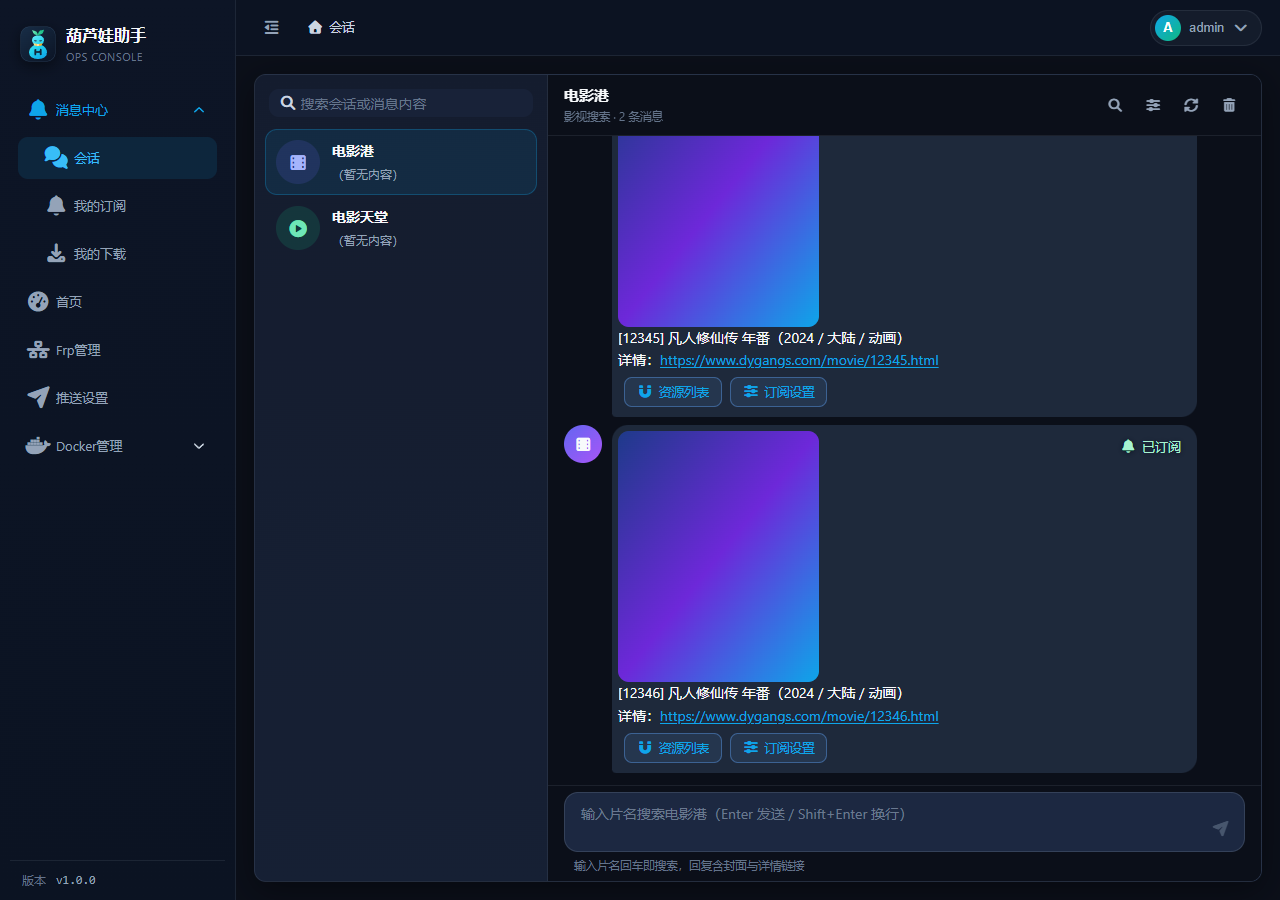 葫芦娃助手
OPS CONSOLE
消息中心
会话
我的订阅
我的下载
首页
Frp管理
推送设置
Docker管理
版本 v1.0.0
会话
A admin
搜索会话或消息内容
电影港
(暂无内容)
电影天堂
(暂无内容)
电影港
影视搜索 · 2 条消息
[12345] 凡人修仙传 年番（2024 / 大陆 / 动画）
详情：https://www.dygangs.com/movie/12345.html
资源列表 订阅设置
已订阅
[12346] 凡人修仙传 年番（2024 / 大陆 / 动画）
详情：https://www.dygangs.com/movie/12346.html
资源列表 订阅设置
输入片名搜索电影港（Enter 发送 / Shift+Enter 换行）
输入片名回车即搜索，回复含封面与详情链接